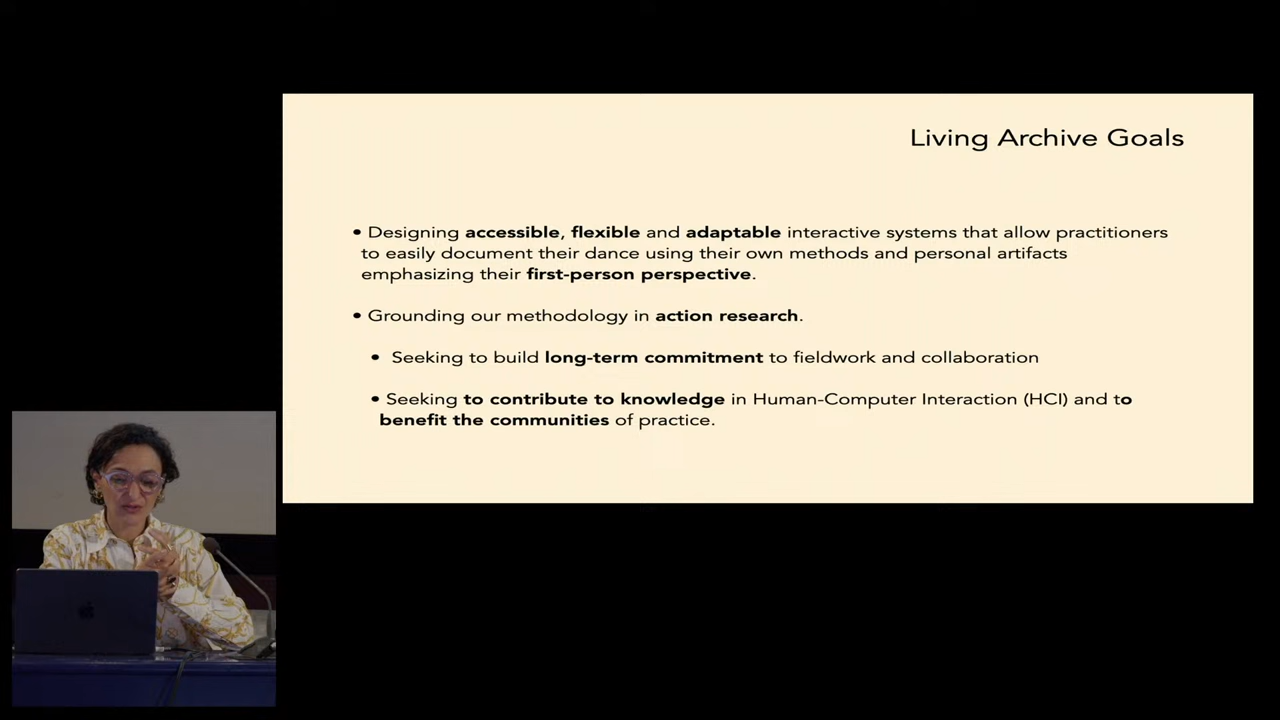 Living Archive Goals
• Designing accessible, flexible and adaptable interactive systems that allow practitioners
to easily document their dance using their own methods and personal artifacts
emphasizing their first-person perspective.
• Grounding our methodology in action research.
• Seeking to build long-term commitment to fieldwork and collaboration
• Seeking to contribute to knowledge in Human-Computer Interaction (HCI) and to
benefit the communities of practice.